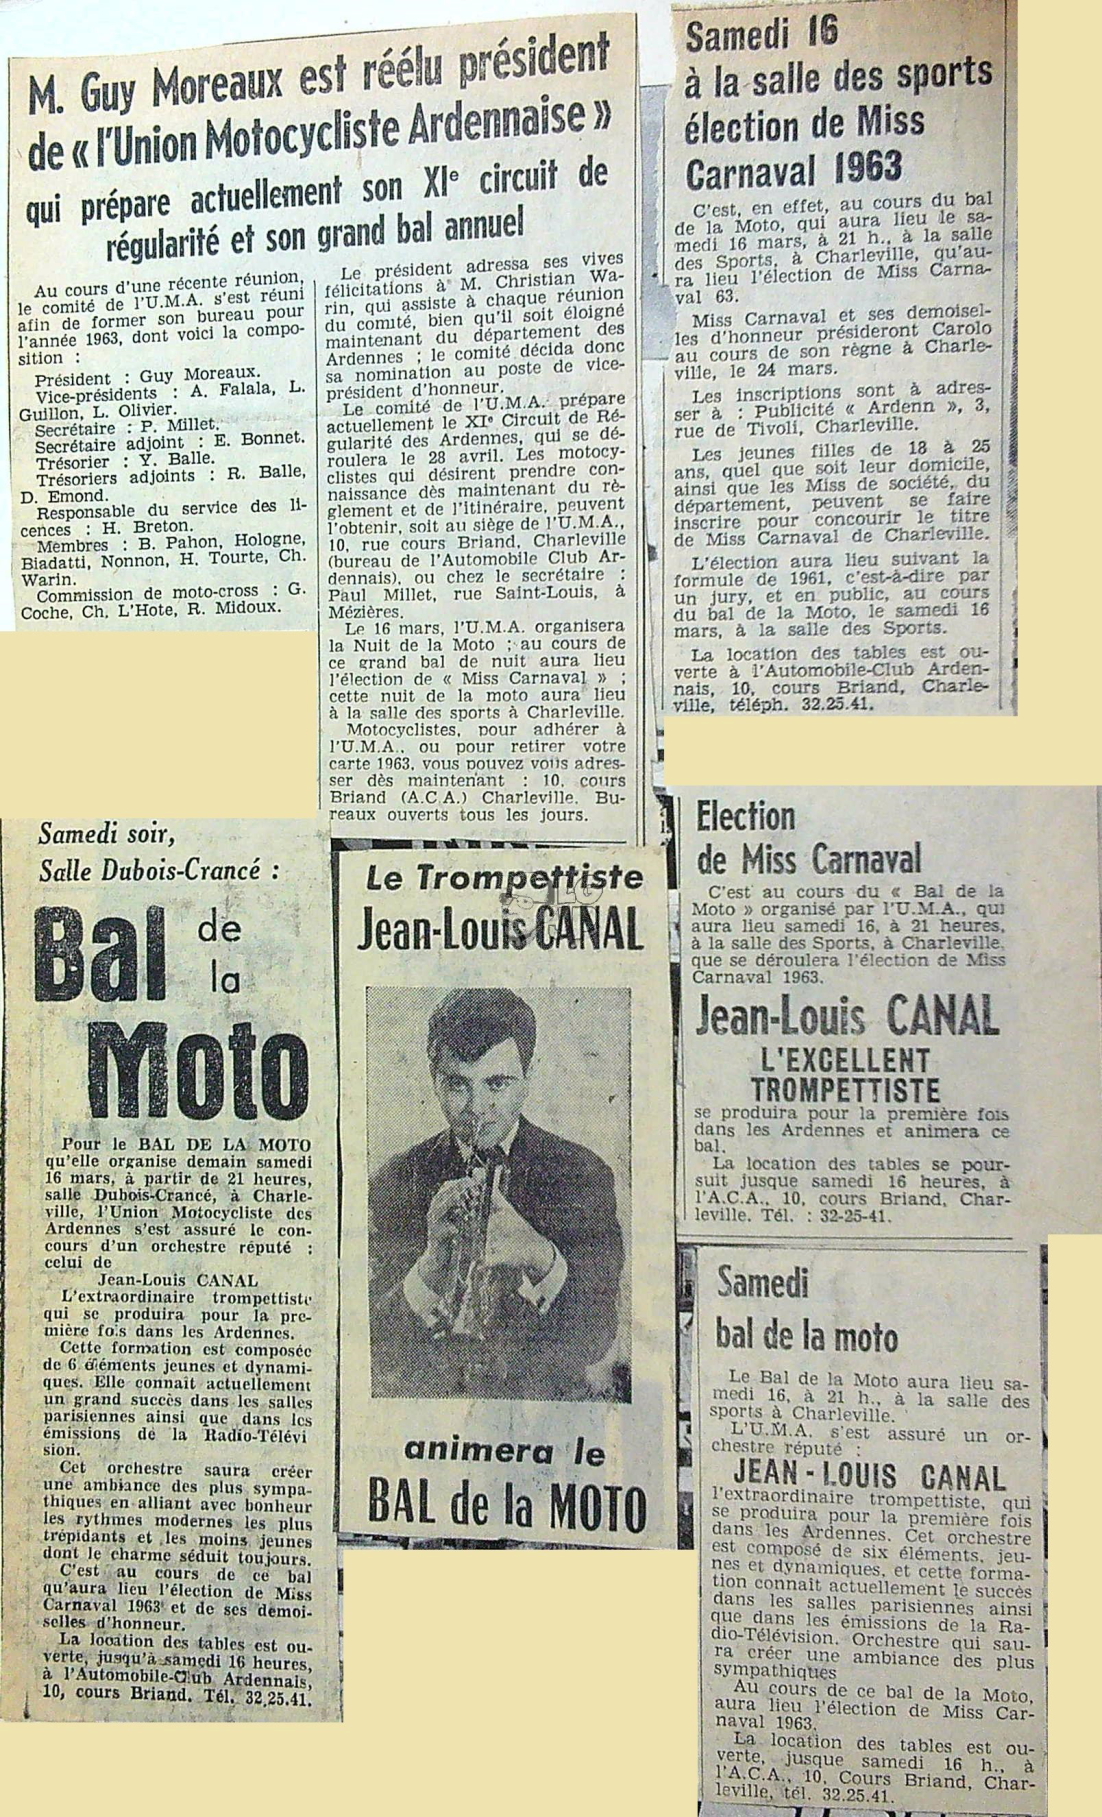 M. Guy Moreaux est réélu président
de « l'Union Motocycliste Ardennaise »
qui prépare actuellement son XIe circuit de
régularité et son grand bal annuel
Au cours d'une récente réunion,
le comité de l'U.M.A. s'est réuni
afin de former son bureau pour
l'année 1963, dont voici la compo-
sition :
Président : Guy Moreaux.
Vice-présidents : A. Falala, L.
Guillon, L. Olivier.
Secrétaire : P. Millet.
Secrétaire adjoint : E. Bonnet.
Trésorier : Y. Balle.
Trésoriers adjoints : R. Balle,
D. Emond.
Responsable du service des li-
cences : H. Breton.
Membres : B. Pahon, Hologne,
Biadatti, Nonnon, H. Tourte, Ch.
Warin.
Commission de moto-cross : G.
Coche, Ch. L'Hote, R. Midoux.
Le président adressa ses vives
félicitations à M. Christian Wa-
rin, qui assiste à chaque réunion
du comité, bien qu'il soit éloigné
maintenant du département des
Ardennes ; le comité décida donc
sa nomination au poste de vice-
président d'honneur.
Le comité de l'U.M.A. prépare
actuellement le XIe Circuit de Ré-
gularité des Ardennes, qui se dé-
roulera le 28 avril. Les motocy-
clistes qui désirent prendre con-
naissance dès maintenant du rè-
glement et de l'itinéraire, peuvent
l'obtenir, soit au siège de l'U.M.A.,
10, rue cours Briand, Charleville
(bureau de l'Automobile Club Ar-
dennais), ou chez le secrétaire :
Paul Millet, rue Saint-Louis, à
Mézières.
Le 16 mars, l'U.M.A. organisera
la Nuit de la Moto ; au cours de
ce grand bal de nuit aura lieu
l'élection de « Miss Carnaval » ;
cette nuit de la moto aura lieu
à la salle des sports à Charleville.
Motocyclistes, pour adhérer à
l'U.M.A., ou pour retirer votre
carte 1963, vous pouvez vous adres-
ser dès maintenant : 10, cours
Briand (A.C.A.) Charleville. Bu-
reaux ouverts tous les jours.
Samedi 16
à la salle des sports
élection de Miss
Carnaval 1963
C'est, en effet, au cours du bal
de la Moto, qui aura lieu le sa-
medi 16 mars, à 21 h., à la salle
des Sports, à Charleville, qu'au-
ra lieu l'élection de Miss Carna-
val 63.
Miss Carnaval et ses demoisel-
les d'honneur présideront Carolo
au cours de son règne à Charle-
ville, le 24 mars.
Les inscriptions sont à adres-
ser à : Publicité « Ardenn », 3,
rue de Tivoli, Charleville.
Les jeunes filles de 18 à 25
ans, quel que soit leur domicile,
ainsi que les Miss de société, du
département, peuvent se faire
inscrire pour concourir le titre
de Miss Carnaval de Charleville.
L'élection aura lieu suivant la
formule de 1961, c'est-à-dire par
un jury, et en public, au cours
du bal de la Moto, le samedi 16
mars, à la salle des Sports.
La location des tables est ou-
verte à l'Automobile-Club Arden-
nais, 10, cours Briand, Charle-
ville, téléph. 32.25.41.
Samedi soir,
Salle Dubois-Crancé :
Bal de
la
Moto
Pour le BAL DE LA MOTO
qu'elle organise demain samedi
16 mars, à partir de 21 heures,
salle Dubois-Crancé, à Charle-
ville, l'Union Motocycliste des
Ardennes s'est assuré le con-
cours d'un orchestre réputé :
celui de
Jean-Louis CANAL
L'extraordinaire trompettiste
qui se produira pour la pre-
mière fois dans les Ardennes.
Cette formation est composée
de 6 éléments jeunes et dynami-
ques. Elle connaît actuellement
un grand succès dans les salles
parisiennes ainsi que dans les
émissions de la Radio-Télévi
sion.
Cet orchestre saura créer
une ambiance des plus sympa-
thiques en alliant avec bonheur
les rythmes modernes les plus
trépidants et les moins jeunes
dont le charme séduit toujours.
C'est au cours de ce bal
qu'aura lieu l'élection de Miss
Carnaval 1963 et de ses demoi-
selles d'honneur.
La location des tables est ou-
verte, jusqu'à samedi 16 heures,
à l'Automobile-Club Ardennais,
10, cours Briand. Tél. 32.25.41.
Le Trompettiste
Jean-Louis CANAL
animera le
BAL de la MOTO
Election
de Miss Carnaval
C'est au cours du « Bal de la
Moto » organisé par l'U.M.A., qui
aura lieu samedi 16, à 21 heures,
à la salle des Sports, à Charleville,
que se déroulera l'élection de Miss
Carnaval 1963.
Jean-Louis CANAL
L'EXCELLENT
TROMPETTISTE
se produira pour la première fois
dans les Ardennes et animera ce
bal.
La location des tables se pour-
suit jusque samedi 16 heures, à
l'A.C.A., 10, cours Briand, Char-
leville. Tél. : 32-25-41.
Samedi
bal de la moto
Le Bal de la Moto aura lieu sa-
medi 16, à 21 h., à la salle des
sports à Charleville.
L'U.M.A. s'est assuré un or-
chestre réputé :
JEAN-LOUIS CANAL
l'extraordinaire trompettiste, qui
se produira pour la première fois
dans les Ardennes. Cet orchestre
est composé de six éléments, jeu-
nes et dynamiques, et cette forma-
tion connait actuellement le succès
dans les salles parisiennes ainsi
que dans les émissions de la Ra-
dio-Télévision. Orchestre qui sau-
ra créer une ambiance des plus
sympathiques
Au cours de ce bal de la Moto,
aura lieu l'élection de Miss Car-
naval 1963.
La location des tables est ou-
verte, jusque samedi 16 h., à
l'A.C.A., 10, Cours Briand, Char-
leville, tél. 32.25.41.